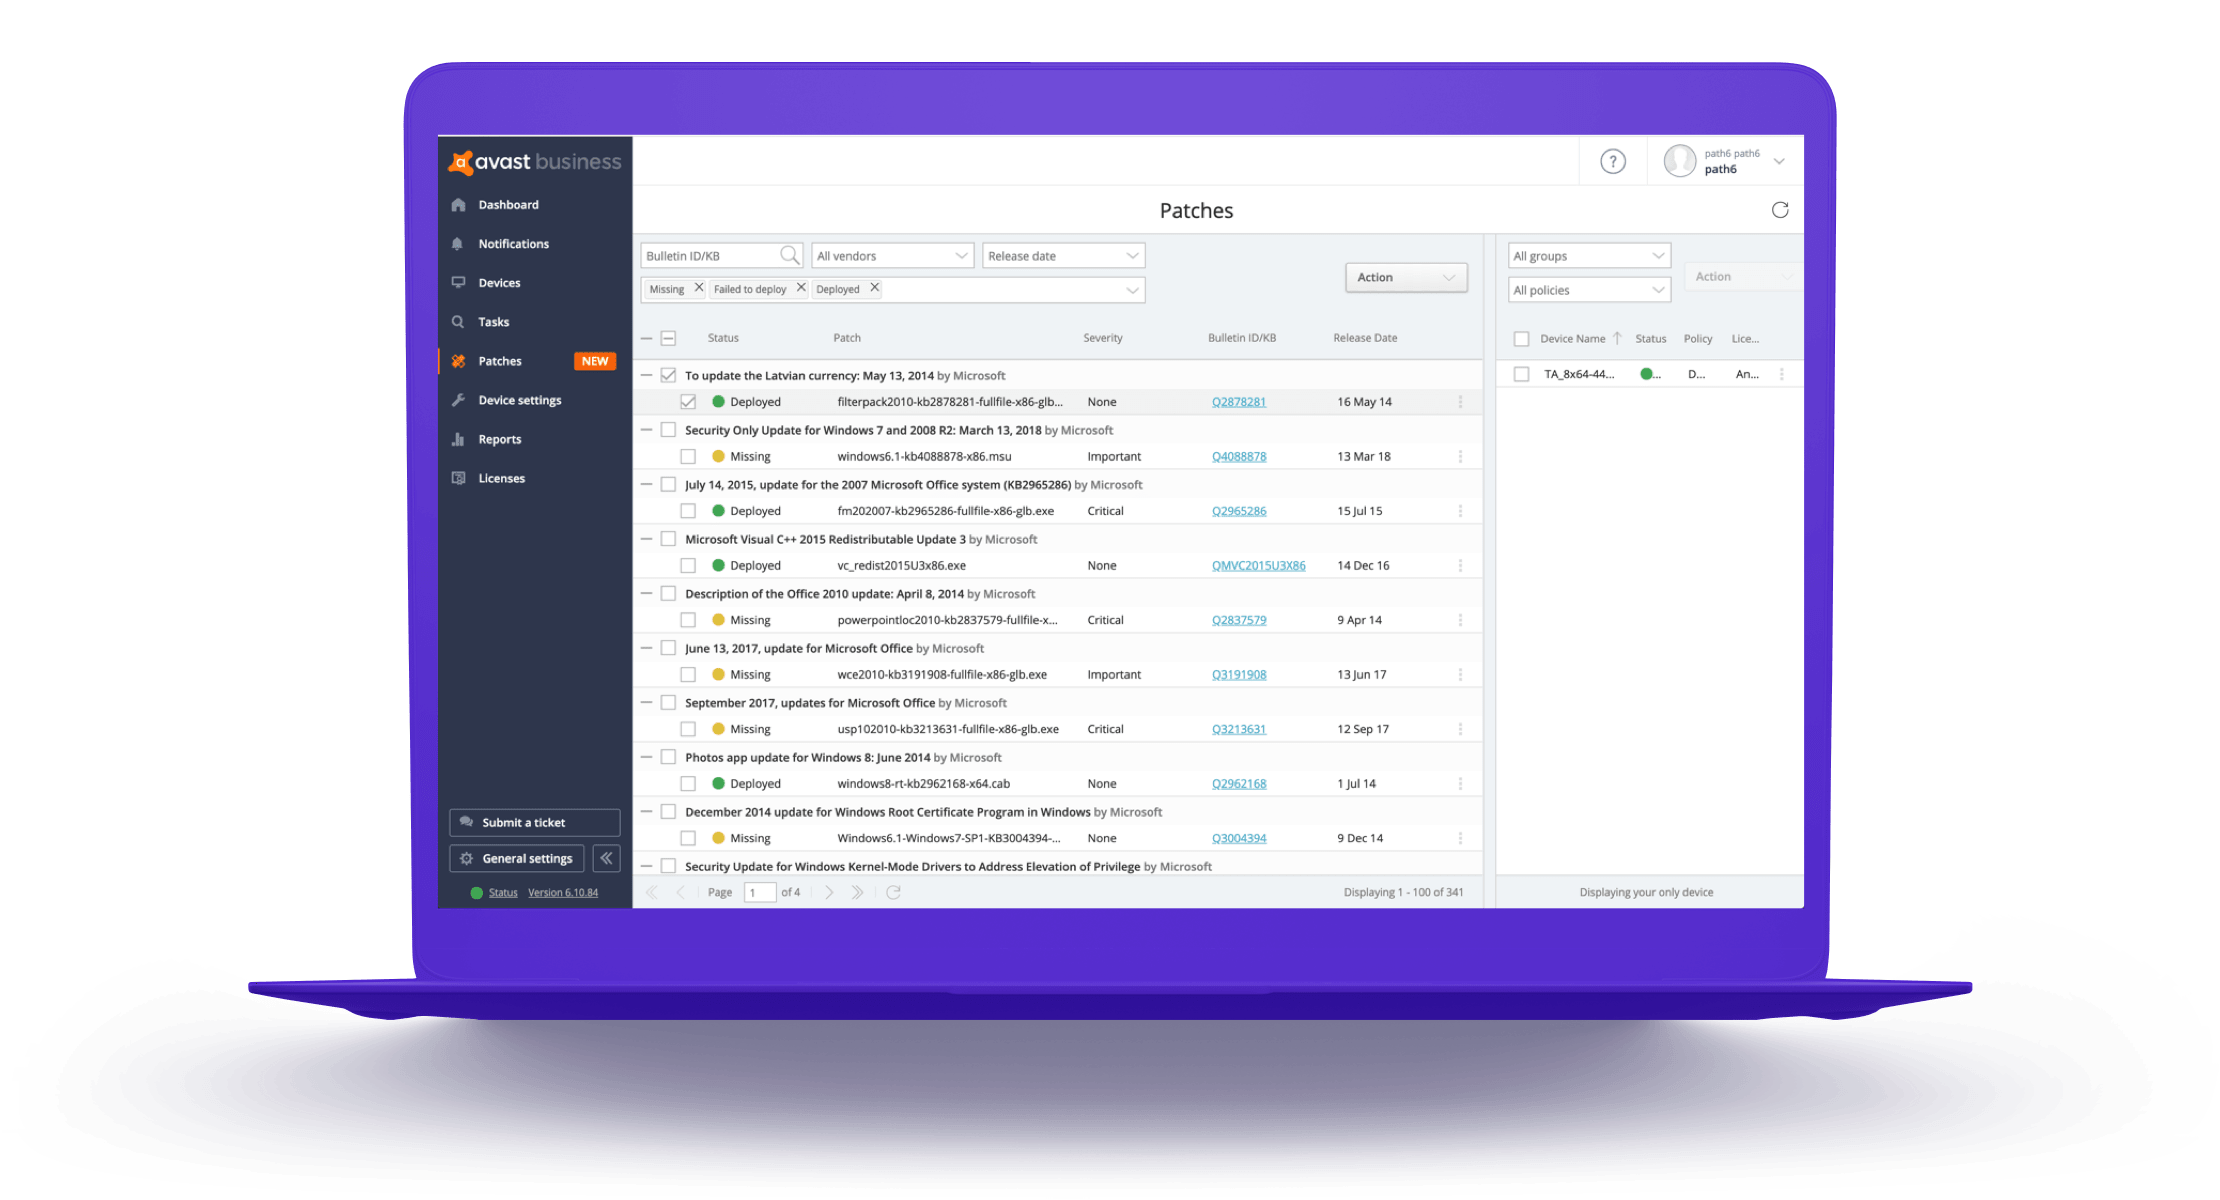 avast business
path6 path6
path6
Dashboard
Notifications
Devices
Tasks
Patches NEW
Device settings
Reports
Licenses
Submit a ticket
General settings
Status Version 6.10.84
Patches
Bulletin ID/KB All vendors Release date
Missing Failed to deploy Deployed
Action
Status Patch Severity Bulletin ID/KB Release Date
To update the Latvian currency: May 13, 2014 by Microsoft
Deployed filterpack2010-kb2878281-fullfile-x86-glb... None Q2878281 16 May 14
Security Only Update for Windows 7 and 2008 R2: March 13, 2018 by Microsoft
Missing windows6.1-kb4088878-x86.msu Important Q4088878 13 Mar 18
July 14, 2015, update for the 2007 Microsoft Office system (KB2965286) by Microsoft
Deployed fm202007-kb2965286-fullfile-x86-glb.exe Critical Q2965286 15 Jul 15
Microsoft Visual C++ 2015 Redistributable Update 3 by Microsoft
Deployed vc_redist2015U3x86.exe None QMVC2015U3X86 14 Dec 16
Description of the Office 2010 update: April 8, 2014 by Microsoft
Missing powerpointloc2010-kb2837579-fullfile-x... Critical Q2837579 9 Apr 14
June 13, 2017, update for Microsoft Office by Microsoft
Missing wce2010-kb3191908-fullfile-x86-glb.exe Important Q3191908 13 Jun 17
September 2017, updates for Microsoft Office by Microsoft
Missing usp102010-kb3213631-fullfile-x86-glb.exe Critical Q3213631 12 Sep 17
Photos app update for Windows 8: June 2014 by Microsoft
Deployed windows8-rt-kb2962168-x64.cab None Q2962168 1 Jul 14
December 2014 update for Windows Root Certificate Program in Windows by Microsoft
Missing Windows6.1-Windows7-SP1-KB3004394-... None Q3004394 9 Dec 14
Security Update for Windows Kernel-Mode Drivers to Address Elevation of Privilege by Microsoft
Page 1 of 4 Displaying 1 - 100 of 341
All groups
All policies
Action
Device Name Status Policy Lice...
TA_8x64-44... ... D... An...
Displaying your only device